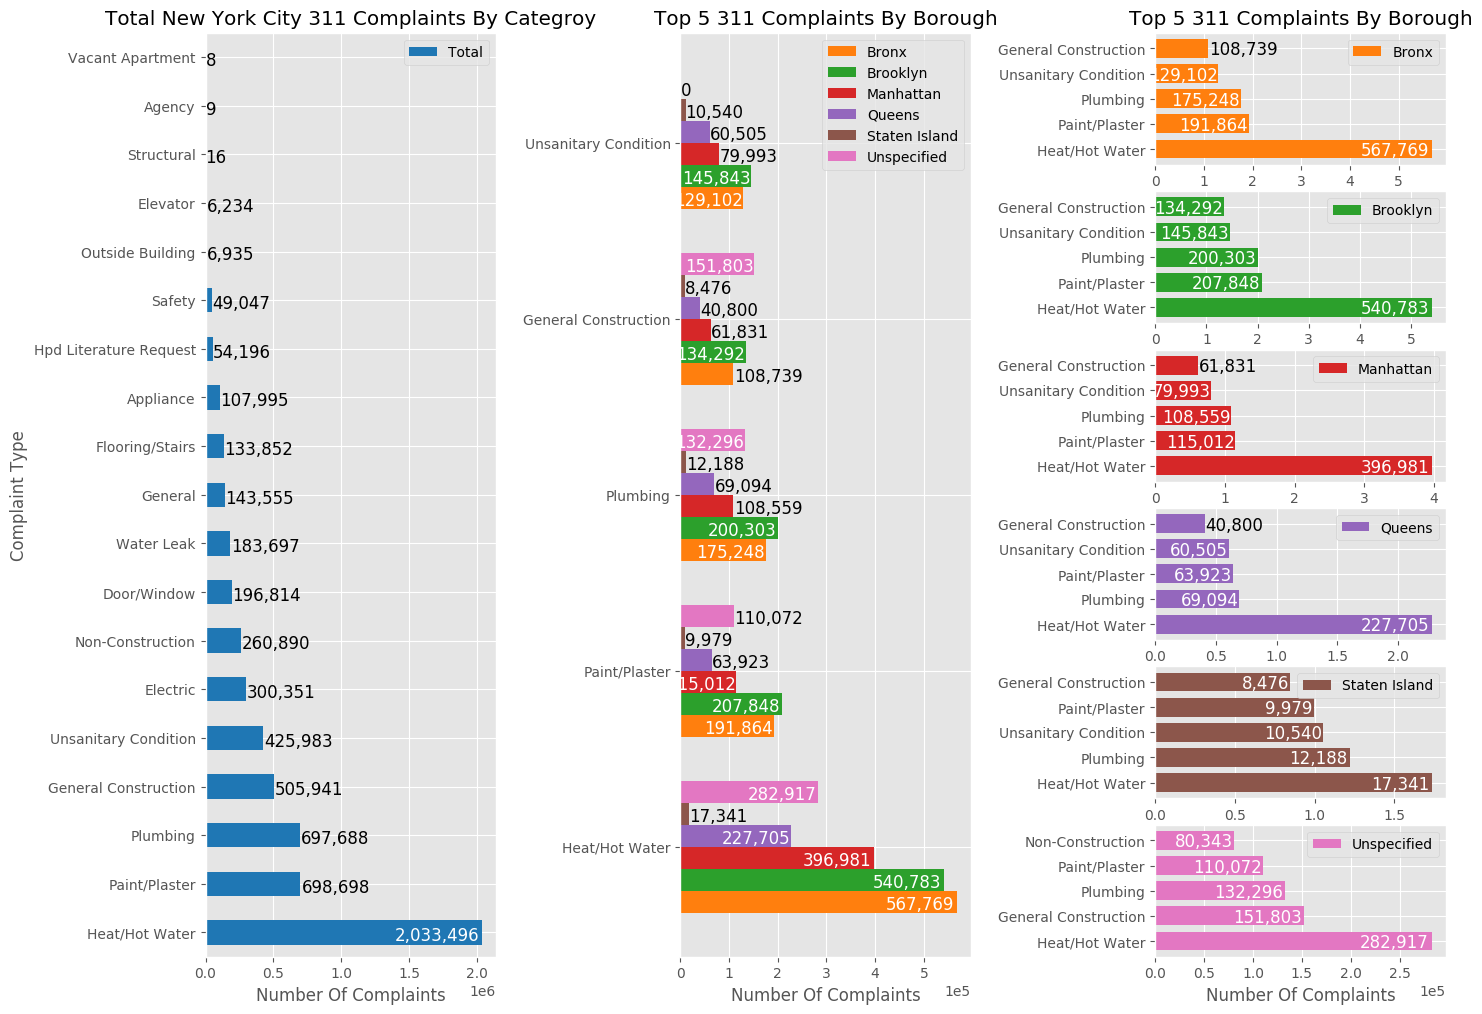 Total New York City 311 Complaints By Categroy
Complaint Type
Vacant Apartment 8
Agency 9
Structural 16
Elevator 6,234
Outside Building 6,935
Safety 49,047
Hpd Literature Request 54,196
Appliance 107,995
Flooring/Stairs 133,852
General 143,555
Water Leak 183,697
Door/Window 196,814
Non-Construction 260,890
Electric 300,351
Unsanitary Condition 425,983
General Construction 505,941
Plumbing 697,688
Paint/Plaster 698,698
Heat/Hot Water 2,033,496
0.0 0.5 1.0 1.5 2.0
1e6
Number Of Complaints
Total
Top 5 311 Complaints By Borough
Bronx
Brooklyn
Manhattan
Queens
Staten Island
Unspecified
Unsanitary Condition
0
10,540
60,505
79,993
145,843
129,102
General Construction
151,803
8,476
40,800
61,831
134,292
108,739
Plumbing
132,296
12,188
69,094
108,559
200,303
175,248
Paint/Plaster
110,072
9,979
63,923
115,012
207,848
191,864
Heat/Hot Water
282,917
17,341
227,705
396,981
540,783
567,769
0 1 2 3 4 5
1e5
Number Of Complaints
Top 5 311 Complaints By Borough
Bronx
General Construction 108,739
Unsanitary Condition 129,102
Plumbing 175,248
Paint/Plaster 191,864
Heat/Hot Water 567,769
0 1 2 3 4 5
Brooklyn
General Construction 134,292
Unsanitary Condition 145,843
Plumbing 200,303
Paint/Plaster 207,848
Heat/Hot Water 540,783
0 1 2 3 4 5
Manhattan
General Construction 61,831
Unsanitary Condition 79,993
Plumbing 108,559
Paint/Plaster 115,012
Heat/Hot Water 396,981
0 1 2 3 4
Queens
General Construction 40,800
Unsanitary Condition 60,505
Paint/Plaster 63,923
Plumbing 69,094
Heat/Hot Water 227,705
0.0 0.5 1.0 1.5 2.0
Staten Island
General Construction 8,476
Paint/Plaster 9,979
Unsanitary Condition 10,540
Plumbing 12,188
Heat/Hot Water 17,341
0.0 0.5 1.0 1.5
Unspecified
Non-Construction 80,343
Paint/Plaster 110,072
Plumbing 132,296
General Construction 151,803
Heat/Hot Water 282,917
0.0 0.5 1.0 1.5 2.0 2.5
1e5
Number Of Complaints